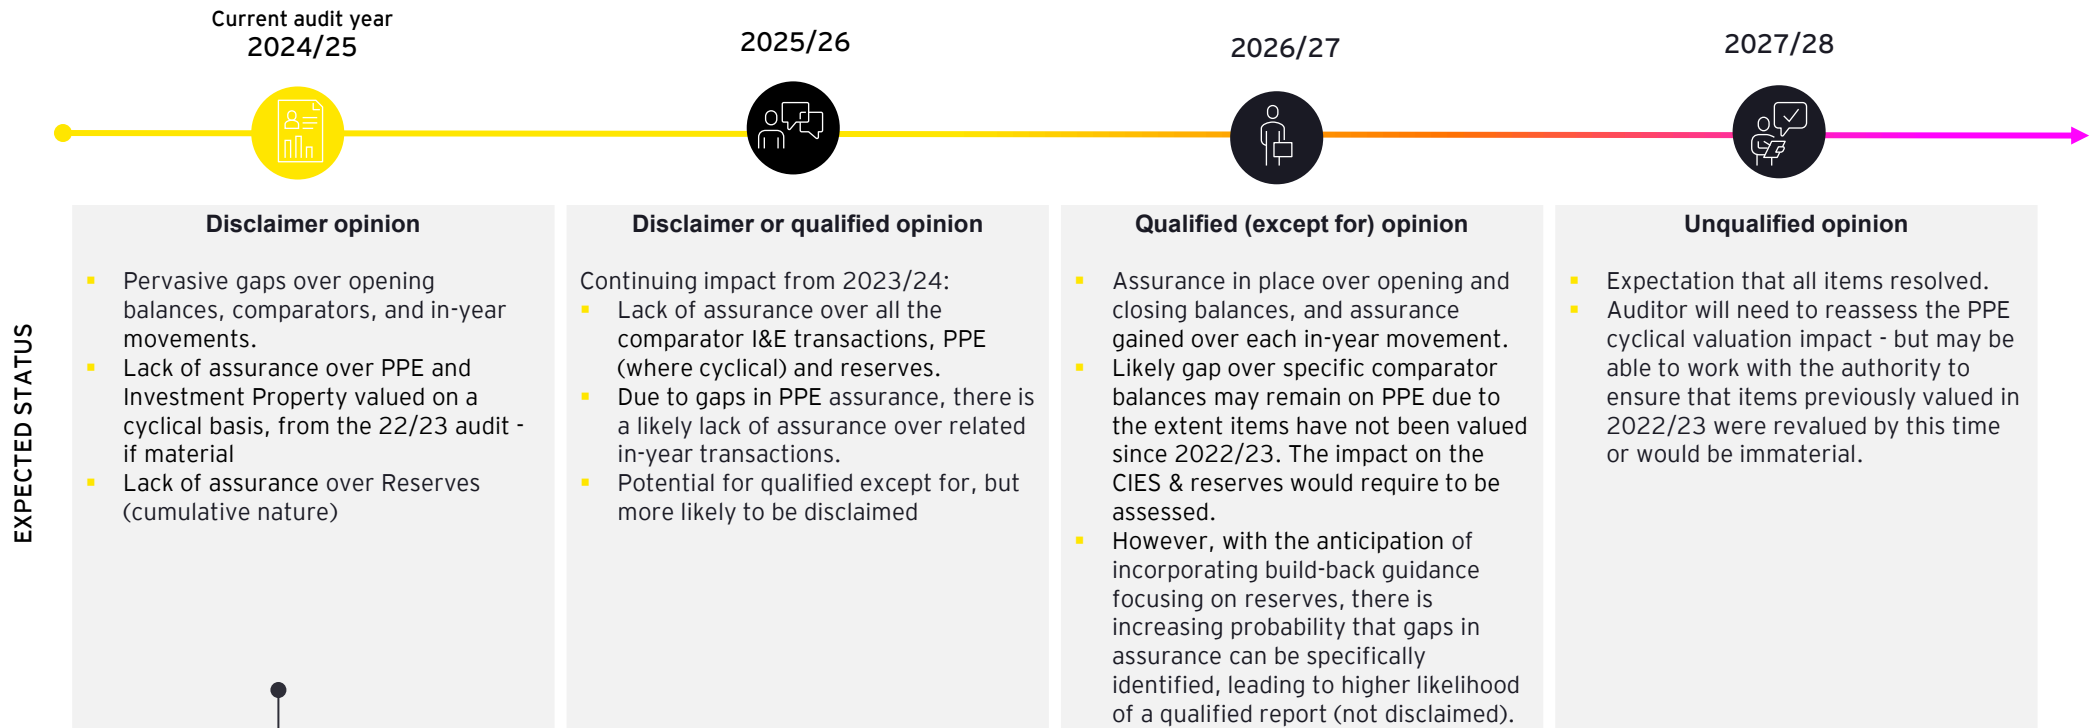 Current audit year
2024/25
2025/26
2026/27
2027/28
EXPECTED STATUS
Disclaimer opinion
▪ Pervasive gaps over opening
balances, comparators, and in-year
movements.
▪ Lack of assurance over PPE and
Investment Property valued on a
cyclical basis, from the 22/23 audit -
if material
▪ Lack of assurance over Reserves
(cumulative nature)
Disclaimer or qualified opinion
Continuing impact from 2023/24:
▪ Lack of assurance over all the
comparator I&E transactions, PPE
(where cyclical) and reserves.
▪ Due to gaps in PPE assurance, there is
a likely lack of assurance over related
in-year transactions.
▪ Potential for qualified except for, but
more likely to be disclaimed
Qualified (except for) opinion
▪ Assurance in place over opening and
closing balances, and assurance
gained over each in-year movement.
▪ Likely gap over specific comparator
balances may remain on PPE due to
the extent items have not been valued
since 2022/23. The impact on the
CIES & reserves would require to be
assessed.
▪ However, with the anticipation of
incorporating build-back guidance
focusing on reserves, there is
increasing probability that gaps in
assurance can be specifically
identified, leading to higher likelihood
of a qualified report (not disclaimed).
Unqualified opinion
▪ Expectation that all items resolved.
▪ Auditor will need to reassess the PPE
cyclical valuation impact - but may be
able to work with the authority to
ensure that items previously valued in
2022/23 were revalued by this time
or would be immaterial.